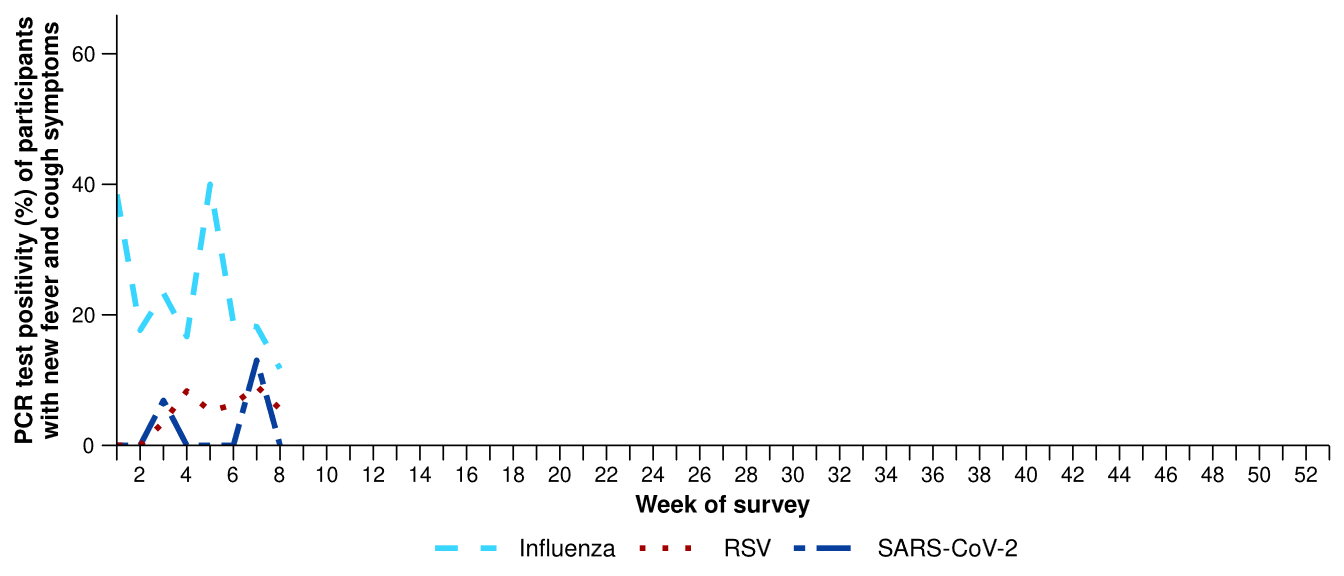 PCR test positivity (%) of participants
with new fever and cough symptoms
60
40
20
0
2 4 6 8 10 12 14 16 18 20 22 24 26 28 30 32 34 36 38 40 42 44 46 48 50 52
Week of survey
Influenza RSV SARS-CoV-2